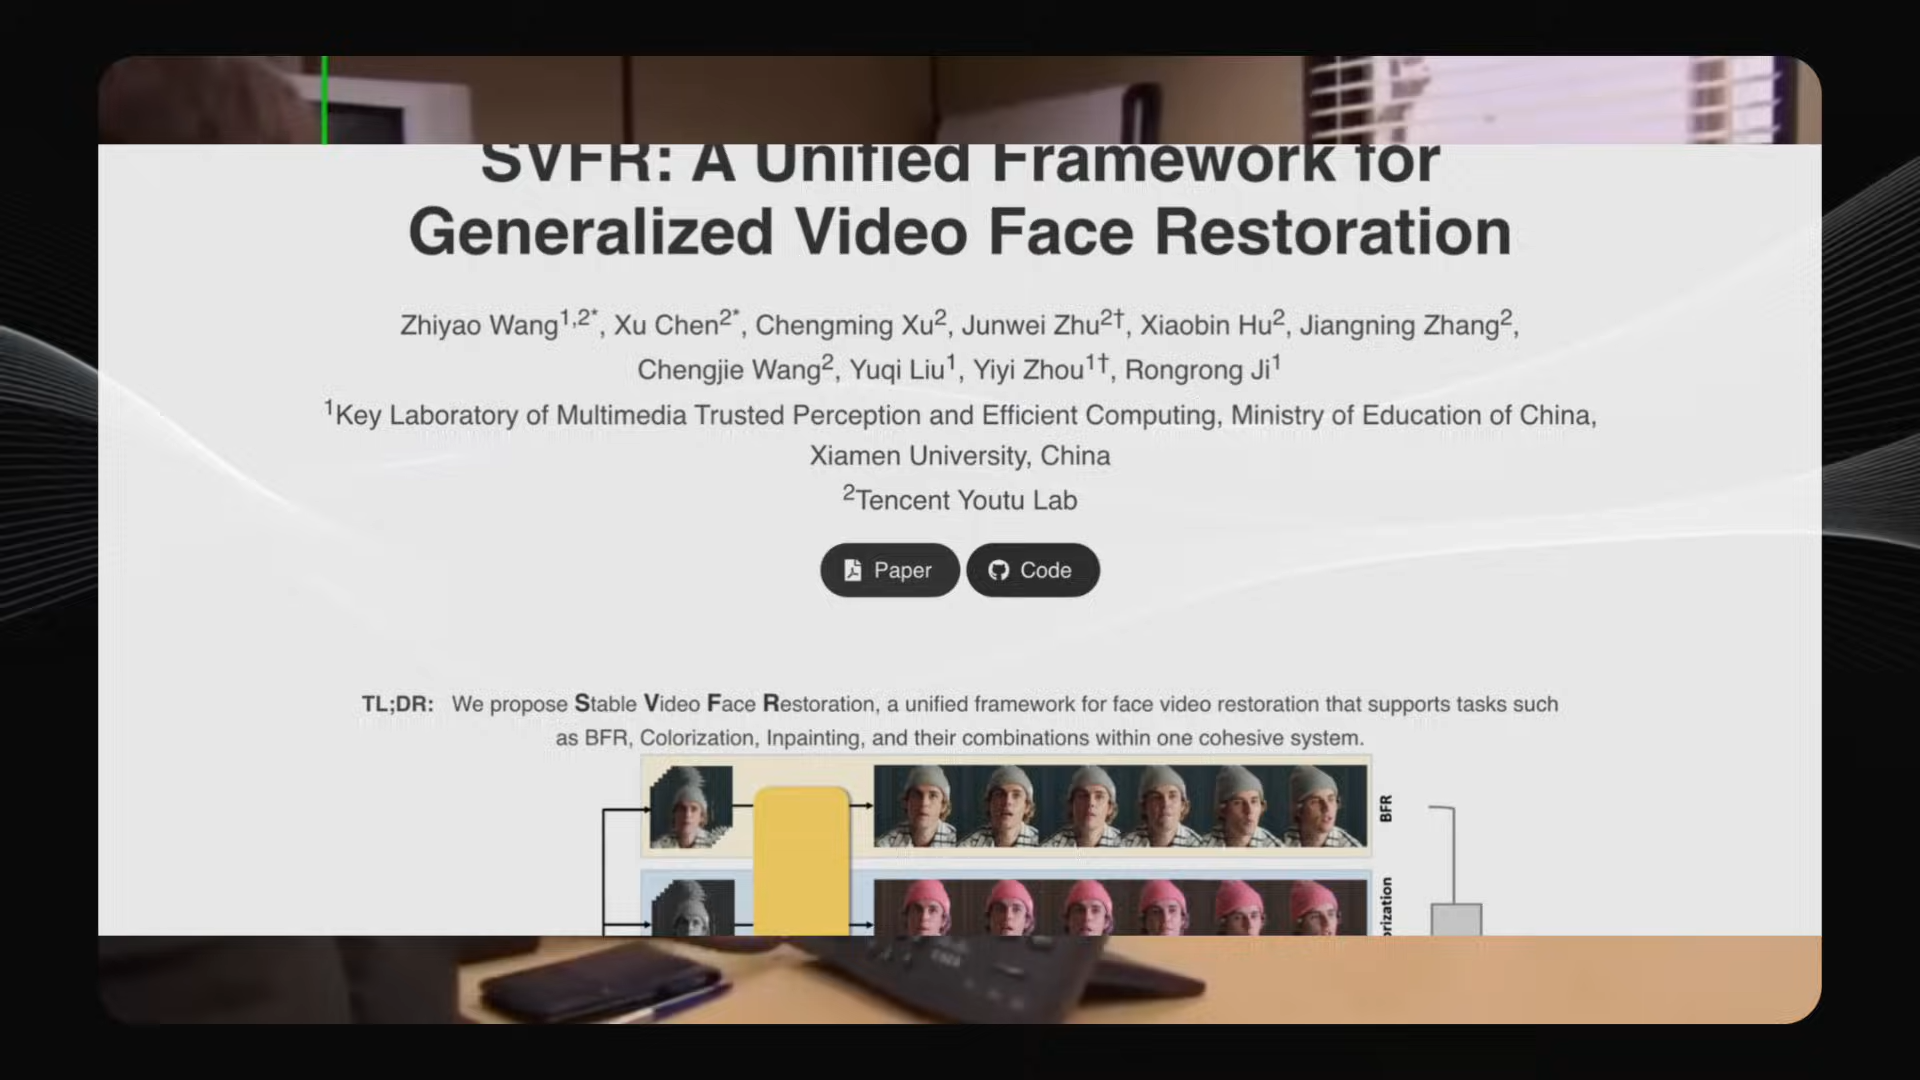 SVFR: A Unified Framework for
Generalized Video Face Restoration
Zhiyao Wang1,2*, Xu Chen2*, Chengming Xu2, Junwei Zhu2†, Xiaobin Hu2, Jiangning Zhang2,
Chengjie Wang2, Yuqi Liu1, Yiyi Zhou1†, Rongrong Ji1
1Key Laboratory of Multimedia Trusted Perception and Efficient Computing, Ministry of Education of China,
Xiamen University, China
2Tencent Youtu Lab
Paper
Code
TL;DR: We propose Stable Video Face Restoration, a unified framework for face video restoration that supports tasks such
as BFR, Colorization, Inpainting, and their combinations within one cohesive system.
BFR
orization